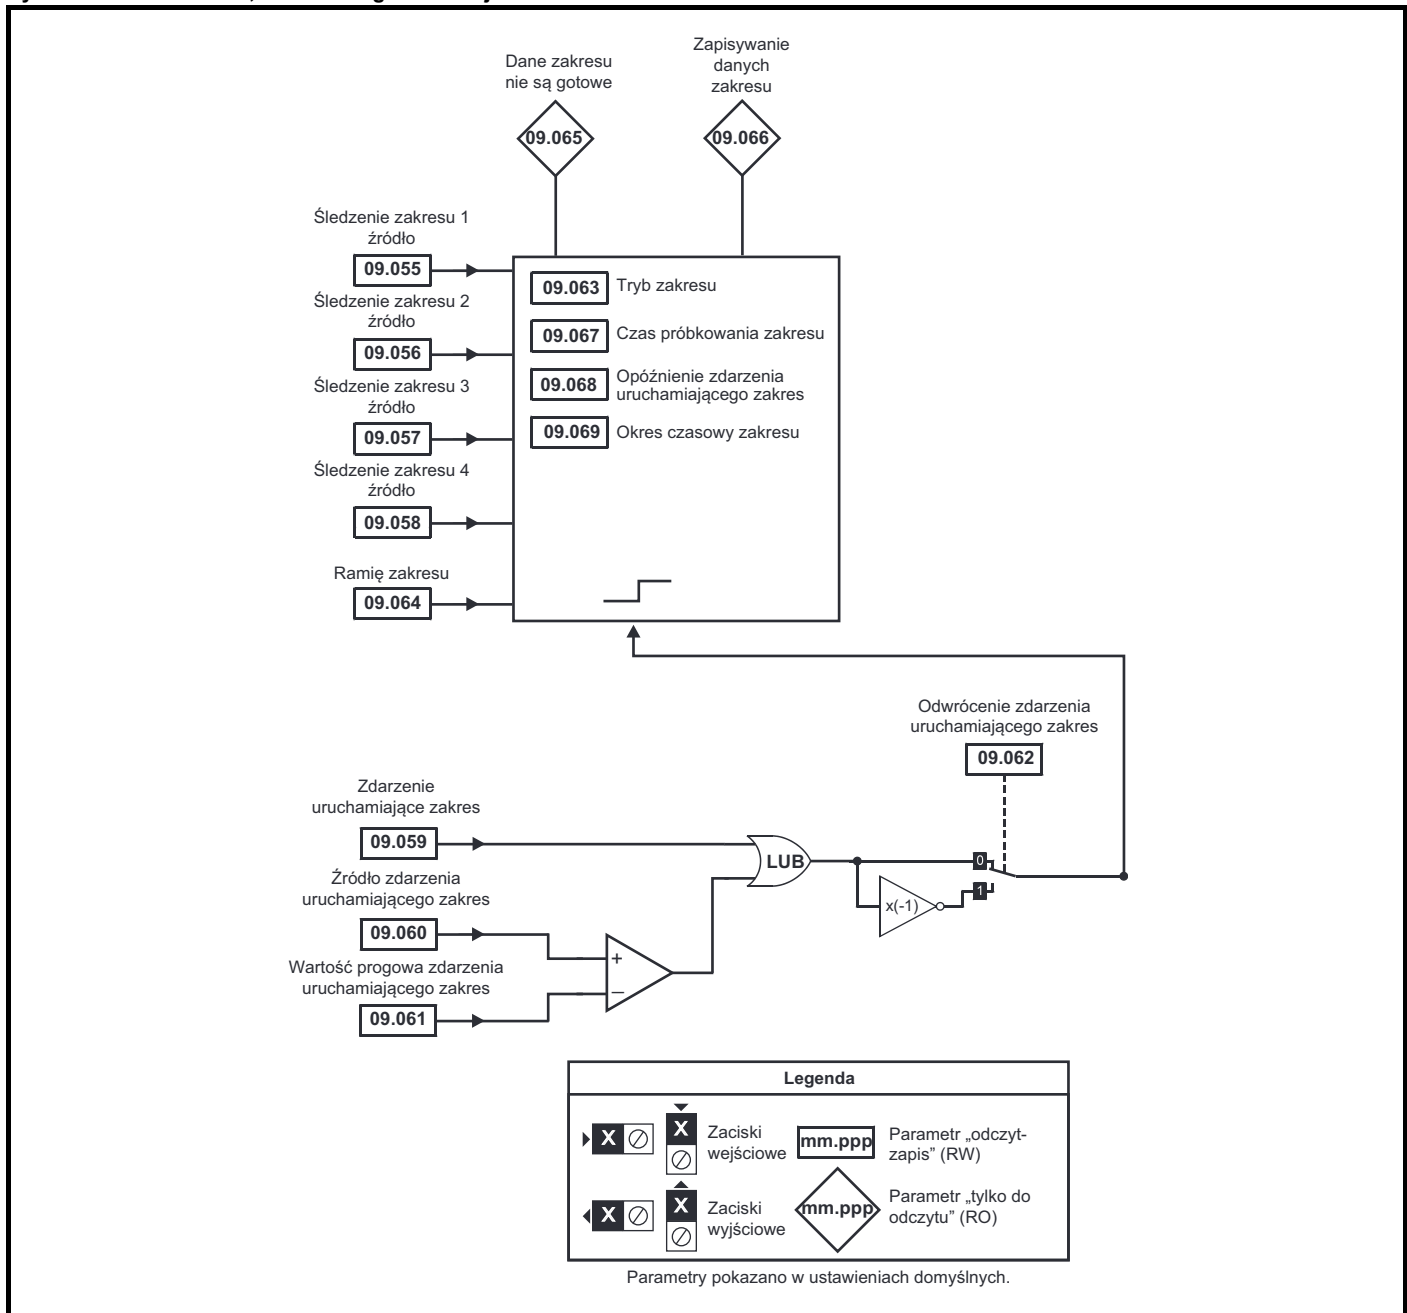 Dane zakresu
nie są gotowe
09.065
Zapisywanie
danych
zakresu
09.066
Śledzenie zakresu 1
źródło
09.055
Śledzenie zakresu 2
źródło
09.056
Śledzenie zakresu 3
źródło
09.057
Śledzenie zakresu 4
źródło
09.058
Ramię zakresu
09.064
09.063 Tryb zakresu
09.067 Czas próbkowania zakresu
09.068 Opóźnienie zdarzenia
uruchamiającego zakres
09.069 Okres czasowy zakresu
Odwrócenie zdarzenia
uruchamiającego zakres
09.062
Zdarzenie
uruchamiające zakres
09.059
Źródło zdarzenia
uruchamiającego zakres
09.060
Wartość progowa zdarzenia
uruchamiającego zakres
09.061
+
–
LUB
x(-1)
0
1
Legenda
X X
Zaciski
wejściowe
mm.ppp
Parametr „odczyt-
zapis” (RW)
X X
Zaciski
wyjściowe
mm.ppp
Parametr „tylko do
odczytu” (RO)
Parametry pokazano w ustawieniach domyślnych.